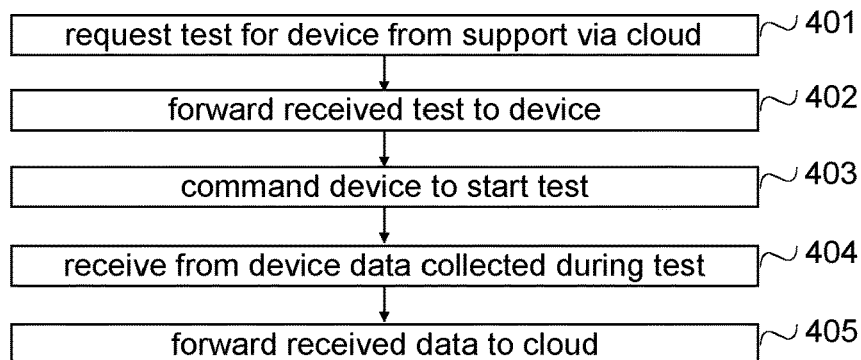 request test for device from support via cloud 401
forward received test to device 402
command device to start test 403
receive from device data collected during test 404
forward received data to cloud 405